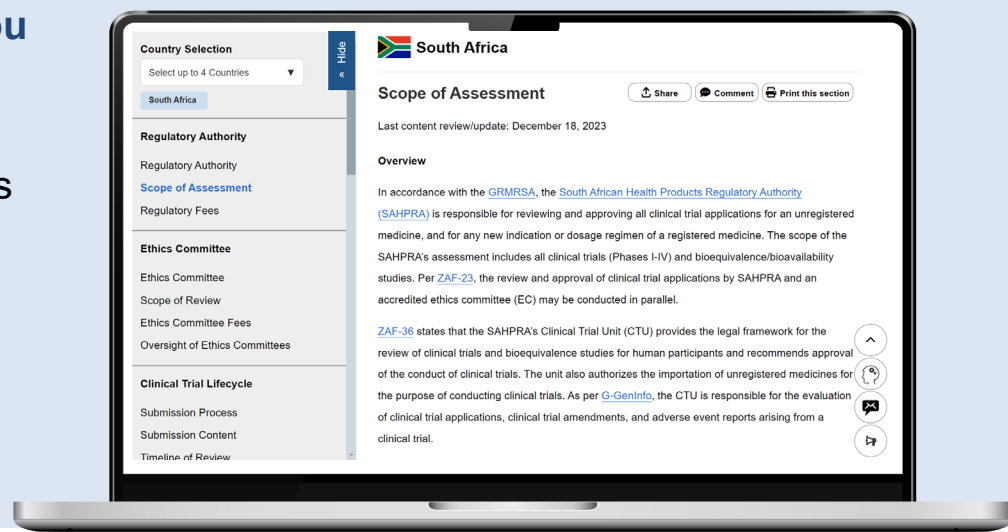 ou
s
Country Selection
Select up to 4 Countries ▼
South Africa
« Hide
Regulatory Authority
Regulatory Authority
Scope of Assessment
Regulatory Fees
Ethics Committee
Ethics Committee
Scope of Review
Ethics Committee Fees
Oversight of Ethics Committees
Clinical Trial Lifecycle
Submission Process
Submission Content
Timeline of Review
South Africa
Scope of Assessment
Share
Comment
Print this section
Last content review/update: December 18, 2023
Overview
In accordance with the GRMRSA, the South African Health Products Regulatory Authority
(SAHPRA) is responsible for reviewing and approving all clinical trial applications for an unregistered
medicine, and for any new indication or dosage regimen of a registered medicine. The scope of the
SAHPRA's assessment includes all clinical trials (Phases I-IV) and bioequivalence/bioavailability
studies. Per ZAF-23, the review and approval of clinical trial applications by SAHPRA and an
accredited ethics committee (EC) may be conducted in parallel.
ZAF-36 states that the SAHPRA's Clinical Trial Unit (CTU) provides the legal framework for the
review of clinical trials and bioequivalence studies for human participants and recommends approval
of the conduct of clinical trials. The unit also authorizes the importation of unregistered medicines for
the purpose of conducting clinical trials. As per G-GenInfo, the CTU is responsible for the evaluation
of clinical trial applications, clinical trial amendments, and adverse event reports arising from a
clinical trial.